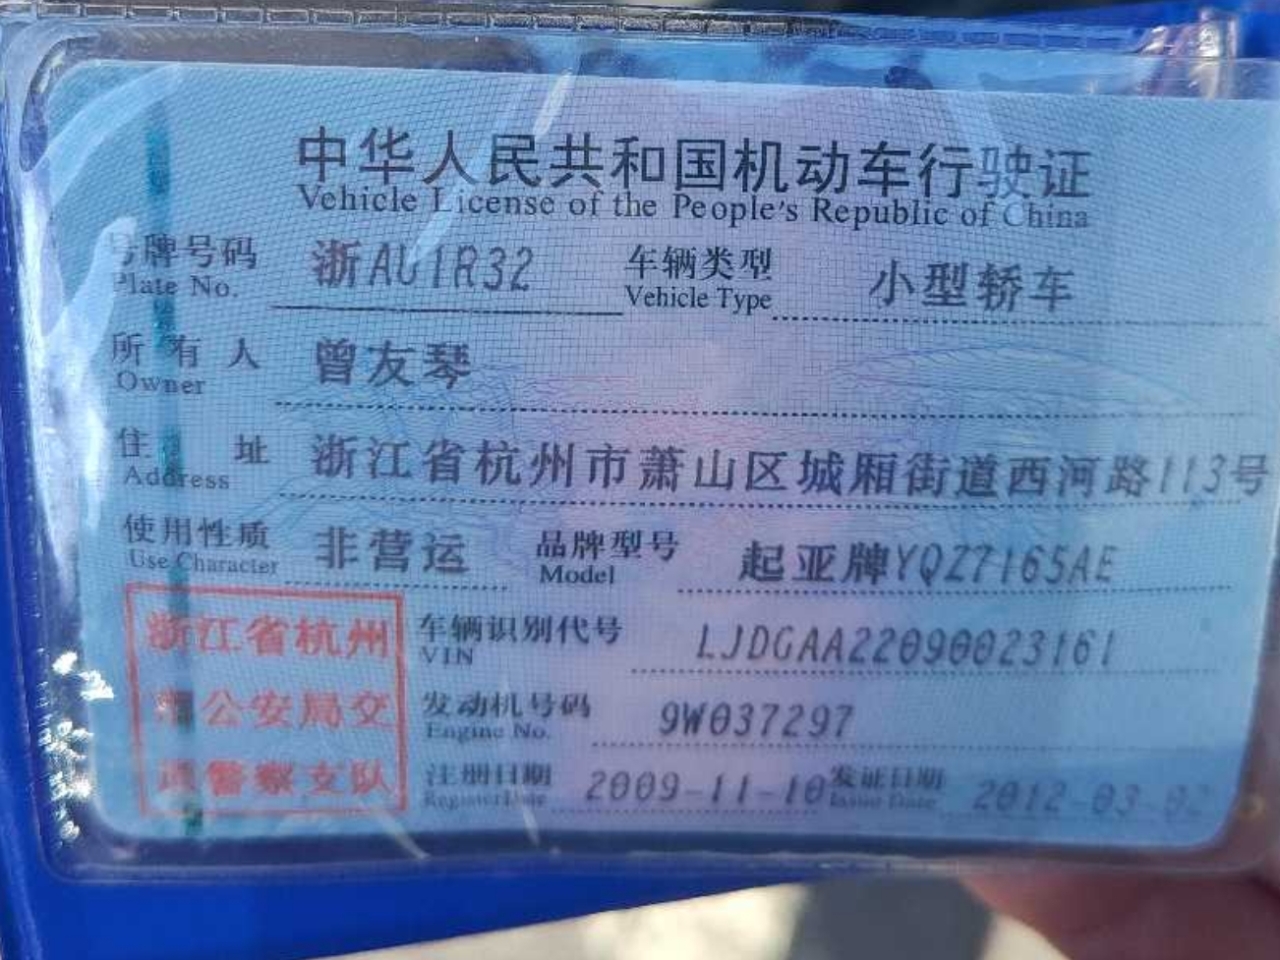 中华人民共和国机动车行驶证
Vehicle License of the People's Republic of China
号牌号码 浙AU1R32 车辆类型 小型轿车
Plate No. Vehicle Type
所有人 曾友琴
Owner
住址 浙江省杭州市萧山区城厢街道西河路113号
Address
使用性质 非营运 品牌型号 起亚牌YQZ7165AE
Use Character Model
浙江省杭州市公安局交通警察支队
车辆识别代号 LJDGAA22090023161
VIN
发动机号码 9W037297
Engine No.
注册日期 2009-11-10 发证日期 2012-03-02
Register Date Issue Date